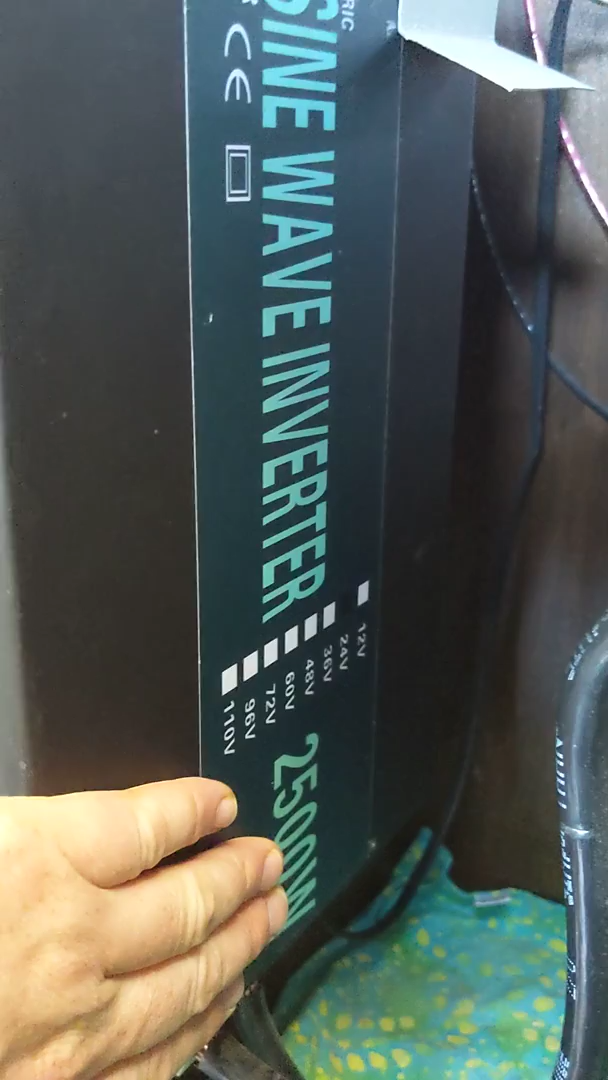 RIC
SINE WAVE INVERTER
CE
12V
24V
36V
48V
60V
72V
96V
110V
2500W